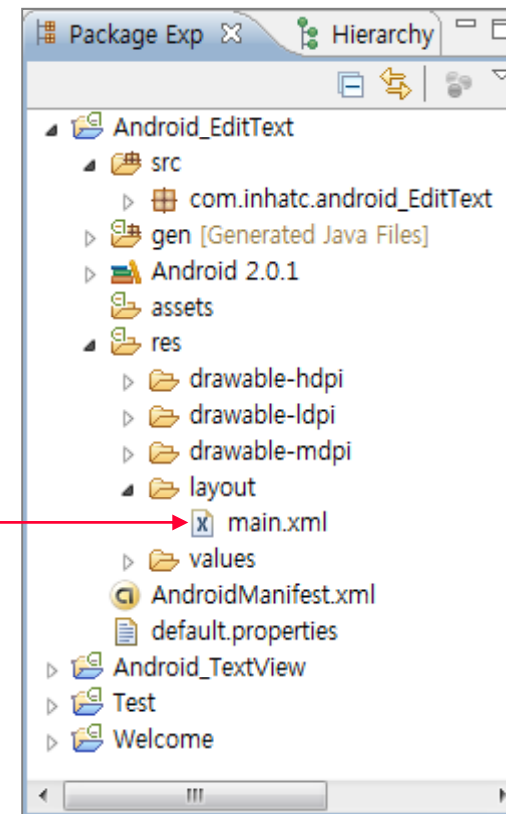 Package Exp Hierarchy
Android_EditText
src
com.inhatc.android_EditText
gen [Generated Java Files]
Android 2.0.1
assets
res
drawable-hdpi
drawable-ldpi
drawable-mdpi
layout
main.xml
values
AndroidManifest.xml
default.properties
Android_TextView
Test
Welcome